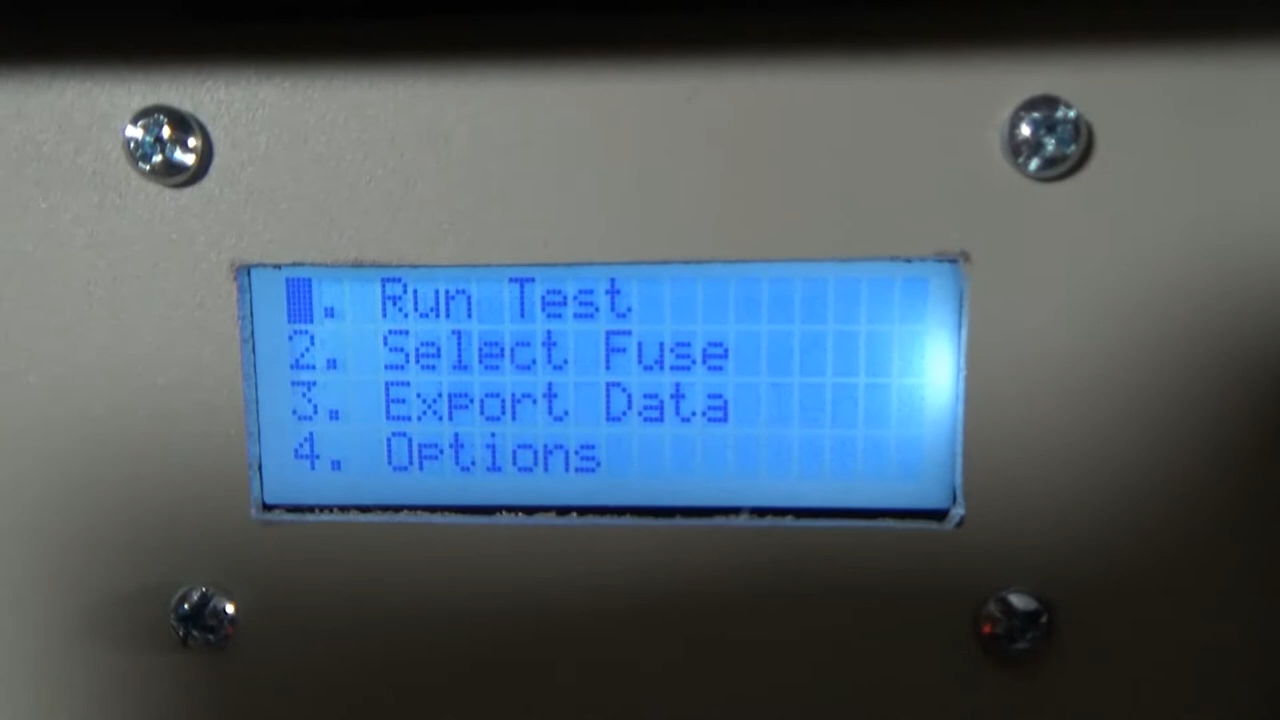 █. Run Test
2. Select Fuse
3. Export Data
4. Options